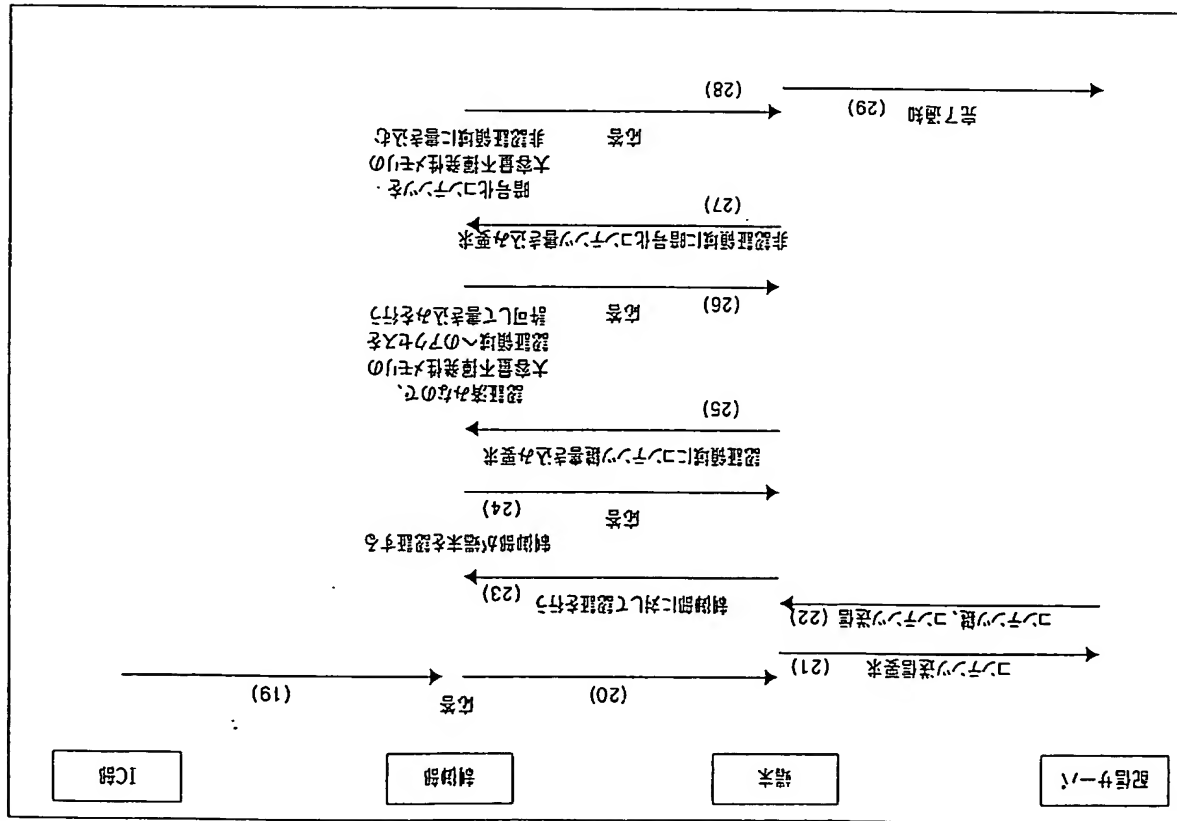 配信サーバ
端末
制御部
IC部
応答
(20)
(19)
コンテンツ送信要求 (21)
コンテンツ鍵、コンテンツ送信 (22)
制御部に対して認証を行う (23)
制御部が端末を認証する
応答 (24)
認証領域にコンテンツ鍵書き込み要求
(25)
認証済みなので、
大容量不揮発性メモリの
認証領域へのアクセスを
許可して書き込みを行う
(26) 応答
非認証領域に暗号化コンテンツ書き込み要求
(27)
暗号化コンテンツを
大容量不揮発性メモリの
非認証領域に書き込む
応答
(28)
完了通知 (29)